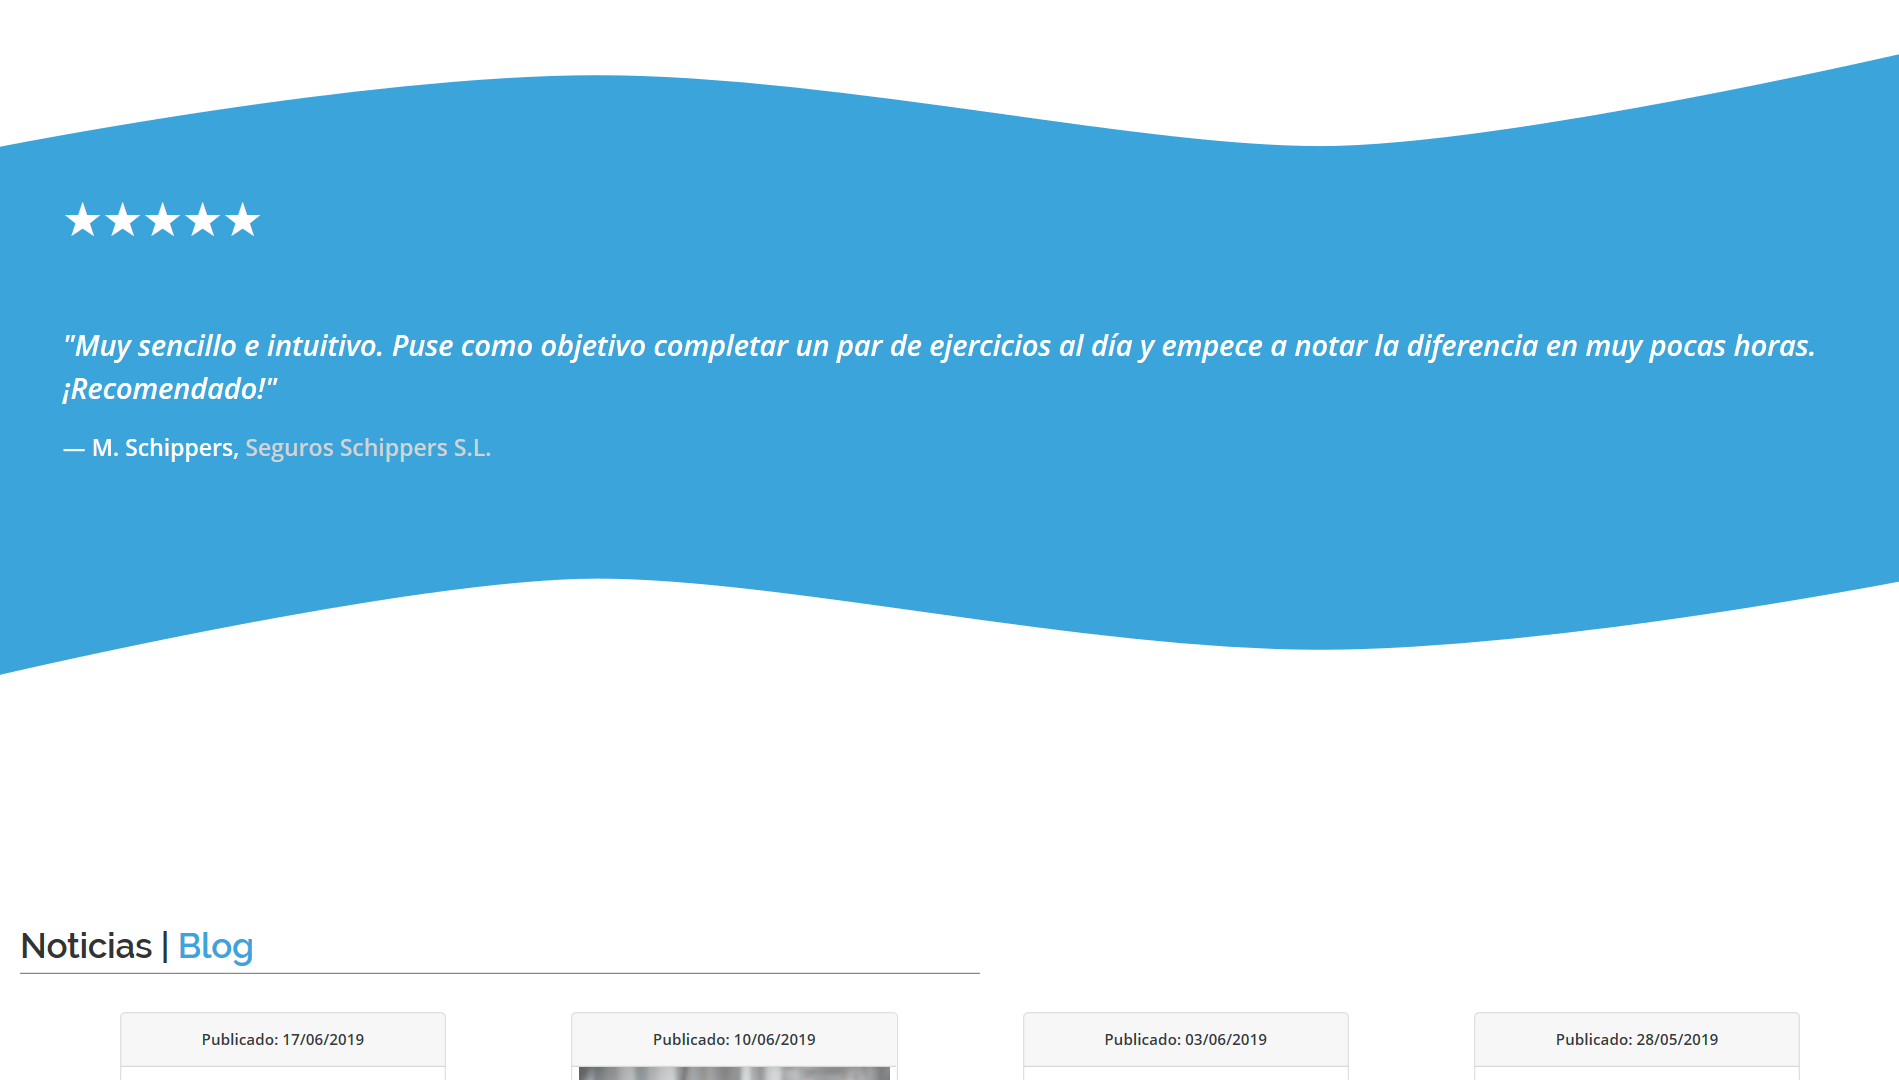 "Muy sencillo e intuitivo. Puse como objetivo completar un par de ejercicios al día y empece a notar la diferencia en muy pocas horas.
¡Recomendado!"
— M. Schippers, Seguros Schippers S.L.
Noticias | Blog
Publicado: 17/06/2019
Publicado: 10/06/2019
Publicado: 03/06/2019
Publicado: 28/05/2019